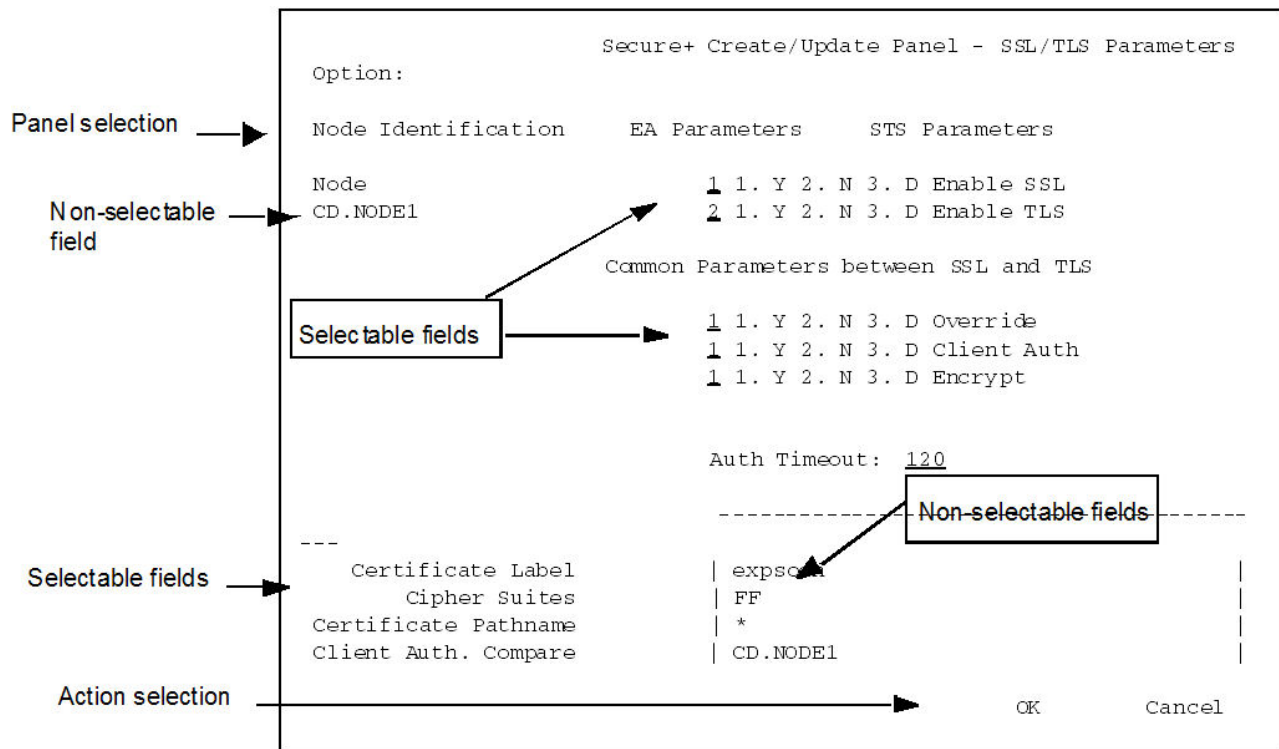 Secure+ Create/Update Panel - SSL/TLS Parameters
Option:
Panel selection
Node Identification EA Parameters STS Parameters
Node 1 1. Y 2. N 3. D Enable SSL
Non-selectable field
CD.NODE1 2 1. Y 2. N 3. D Enable TLS
Common Parameters between SSL and TLS
Selectable fields
1 1. Y 2. N 3. D Override
1 1. Y 2. N 3. D Client Auth
1 1. Y 2. N 3. D Encrypt
Auth Timeout: 120
Non-selectable fields
---
Selectable fields
Certificate Label |
Cipher Suites | FF |
Certificate Pathname | * |
Client Auth. Compare | CD.NODE1 |
Action selection
OK Cancel